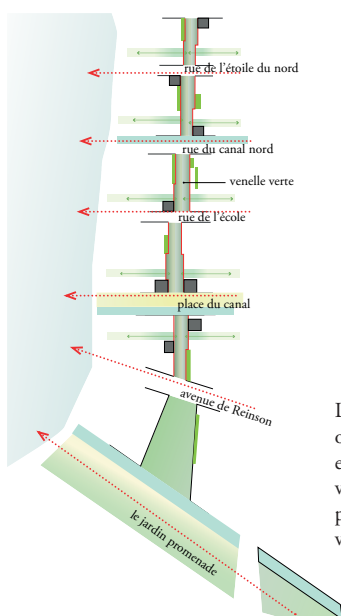 rue de l'étoile du nord
rue du canal nord
venelle verte
rue de l'école
place du canal
avenue de Reinson
le jardin promenade